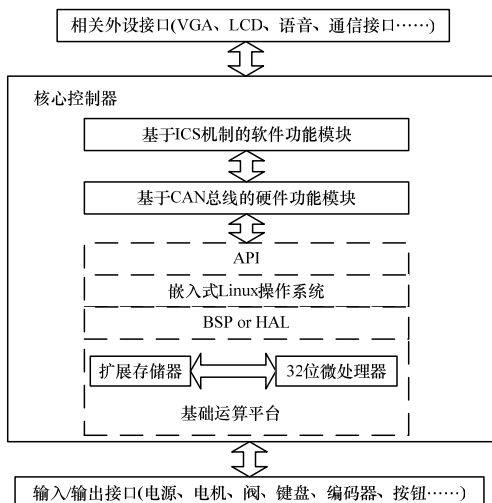 相关外设接口(VGA、LCD、语音、通信接口……)
核心控制器
基于ICS机制的软件功能模块
基于CAN总线的硬件功能模块
API
嵌入式Linux操作系统
BSP or HAL
扩展存储器
32位微处理器
基础运算平台
输入/输出接口(电源、电机、阀、键盘、编码器、按钮……)